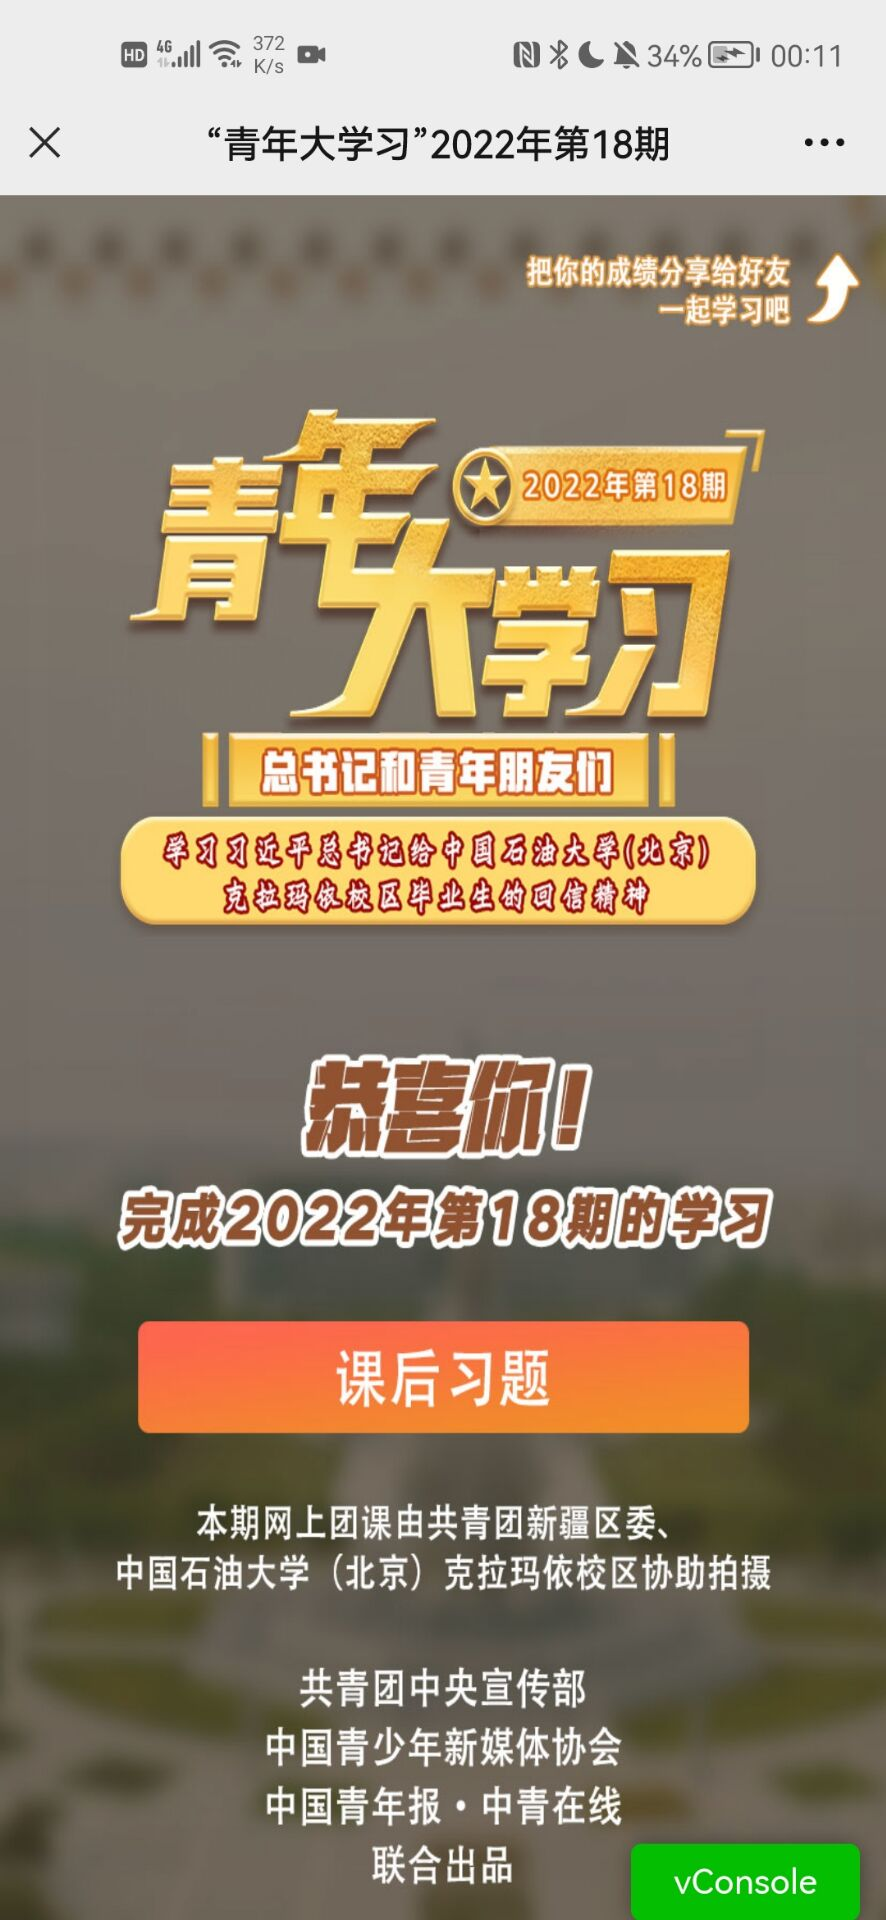 HD 4G 372 K/s 34% 00:11
“青年大学习”2022年第18期
把你的成绩分享给好友
一起学习吧
2022年第18期
青年大学习
总书记和青年朋友们
学习习近平总书记给中国石油大学(北京)
克拉玛依校区毕业生的回信精神
恭喜你!
完成2022年第18期的学习
课后习题
本期网上团课由共青团新疆区委、
中国石油大学（北京）克拉玛依校区协助拍摄
共青团中央宣传部
中国青少年新媒体协会
中国青年报·中青在线
联合出品
vConsole